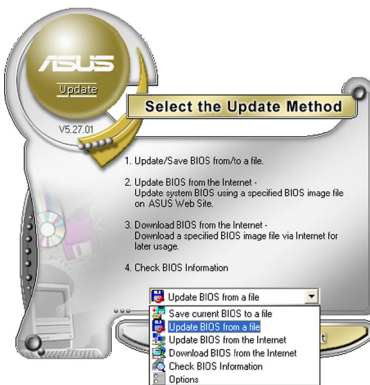 ASUS
Update
V5.27.01
Select the Update Method
1. Update/Save BIOS from/to a file.
2. Update BIOS from the Internet -
Update system BIOS using a specified BIOS image file
on ASUS Web Site.
3. Download BIOS from the Internet -
Download a specified BIOS image file via Internet for
later usage.
4. Check BIOS Information
Update BIOS from a file
Save current BIOS to a file
Update BIOS from a file
Update BIOS from the Internet
Download BIOS from the Internet
Check BIOS Information
Options